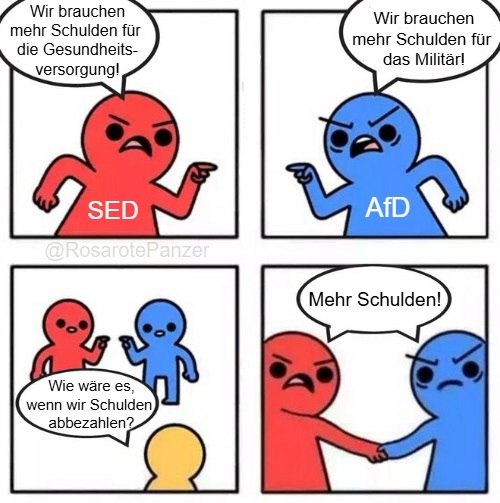 Wir brauchen
mehr Schulden für
die Gesundheits-
versorgung!
SED
Wir brauchen
mehr Schulden für
das Militär!
AfD
@RosarotePanzer
Wie wäre es,
wenn wir Schulden
abbezahlen?
Mehr Schulden!